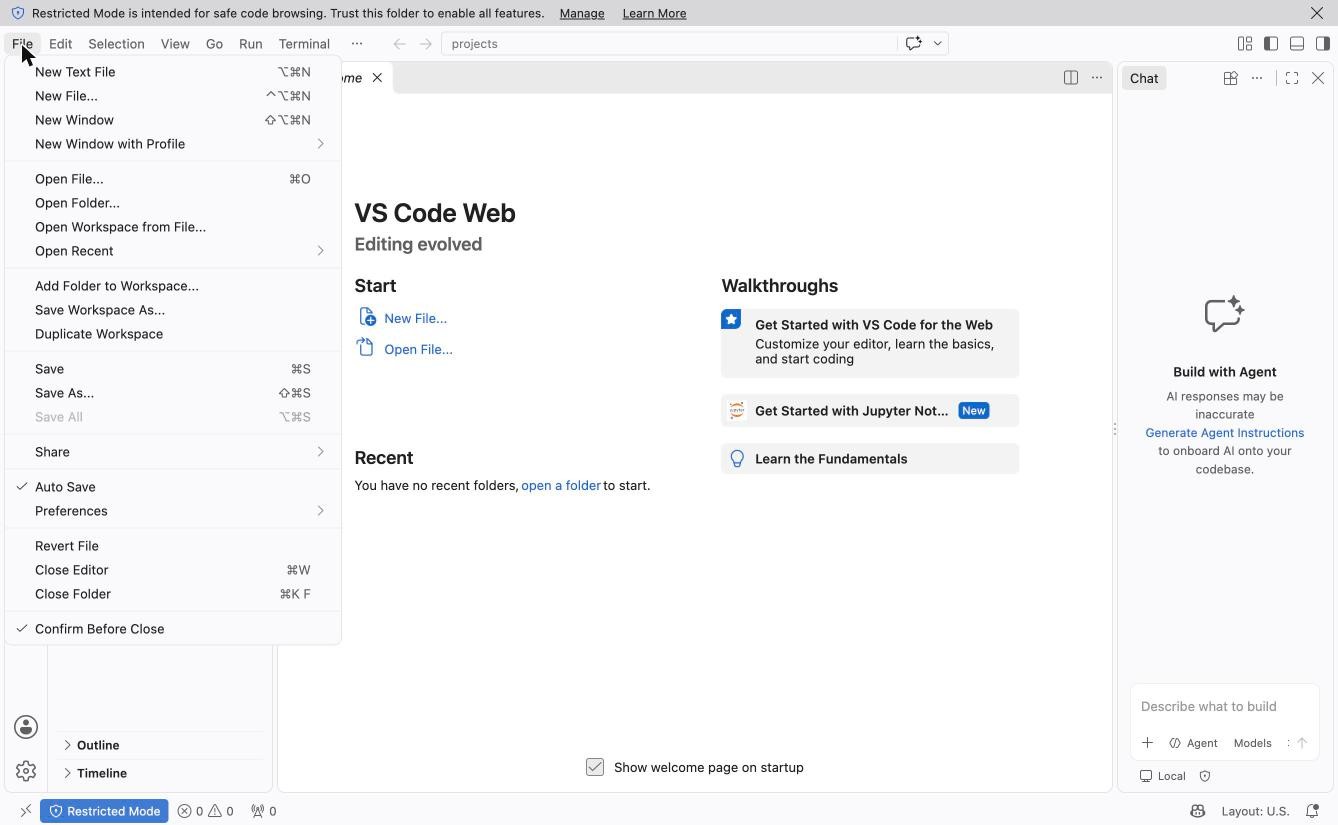 Restricted Mode is intended for safe code browsing. Trust this folder to enable all features. Manage Learn More
File Edit Selection View Go Run Terminal ··· projects
New Text File ⌥⌘N
New File... ^⌥⌘N
New Window ⇧⌥⌘N
New Window with Profile
Open File... ⌘O
Open Folder...
Open Workspace from File...
Open Recent
Add Folder to Workspace...
Save Workspace As...
Duplicate Workspace
Save ⌘S
Save As... ⇧⌘S
Save All ⌥⌘S
Share
Auto Save
Preferences
Revert File
Close Editor ⌘W
Close Folder ⌘K F
Confirm Before Close
Outline
Timeline
ome
VS Code Web
Editing evolved
Start
New File...
Open File...
Recent
You have no recent folders, open a folder to start.
Walkthroughs
Get Started with VS Code for the Web
Customize your editor, learn the basics,
and start coding
Get Started with Jupyter Not... New
Learn the Fundamentals
Show welcome page on startup
Chat
Build with Agent
AI responses may be
inaccurate
Generate Agent Instructions
to onboard AI onto your
codebase.
Describe what to build
Agent Models
Local
Restricted Mode 0 0 0 Layout: U.S.